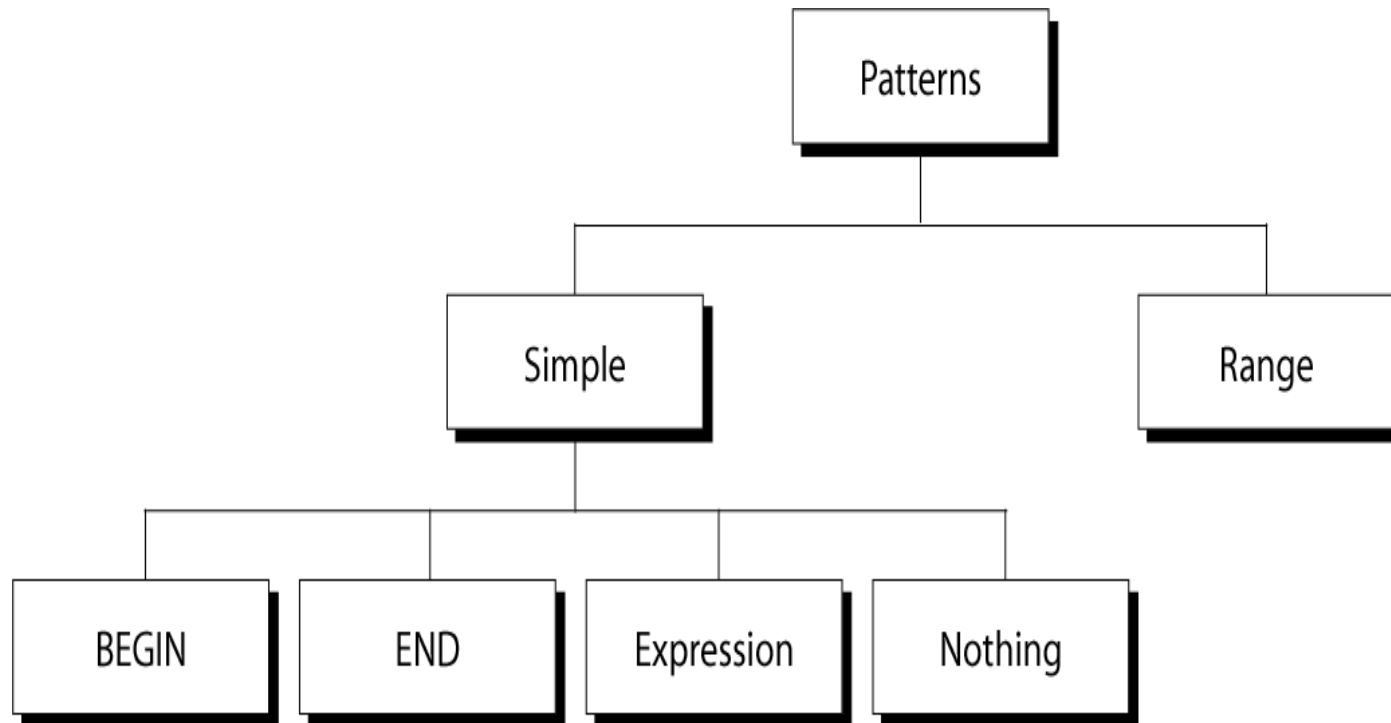 Patterns
Simple
Range
BEGIN
END
Expression
Nothing